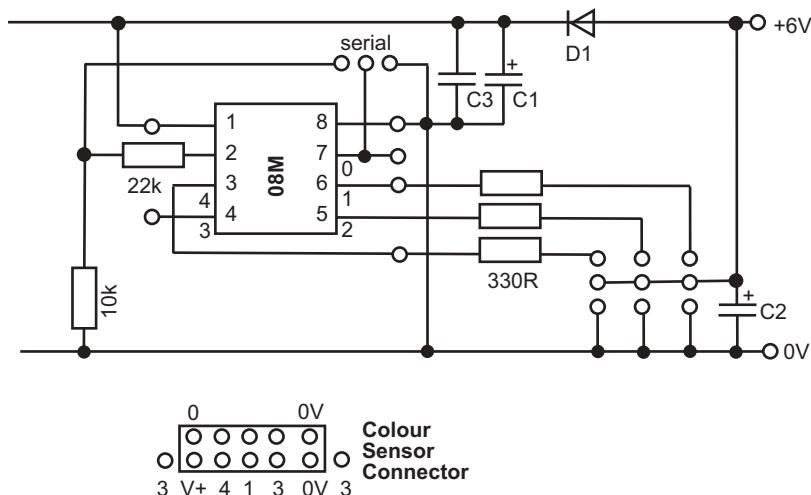 +6V
serial
D1
+
C3 C1
1 8
2 7
22k 0
08M
3 6
4 1
4 5
3 2
330R
10k
+
C2
0V
0 0V
Colour
Sensor
Connector
3 V+ 4 1 3 0V 3